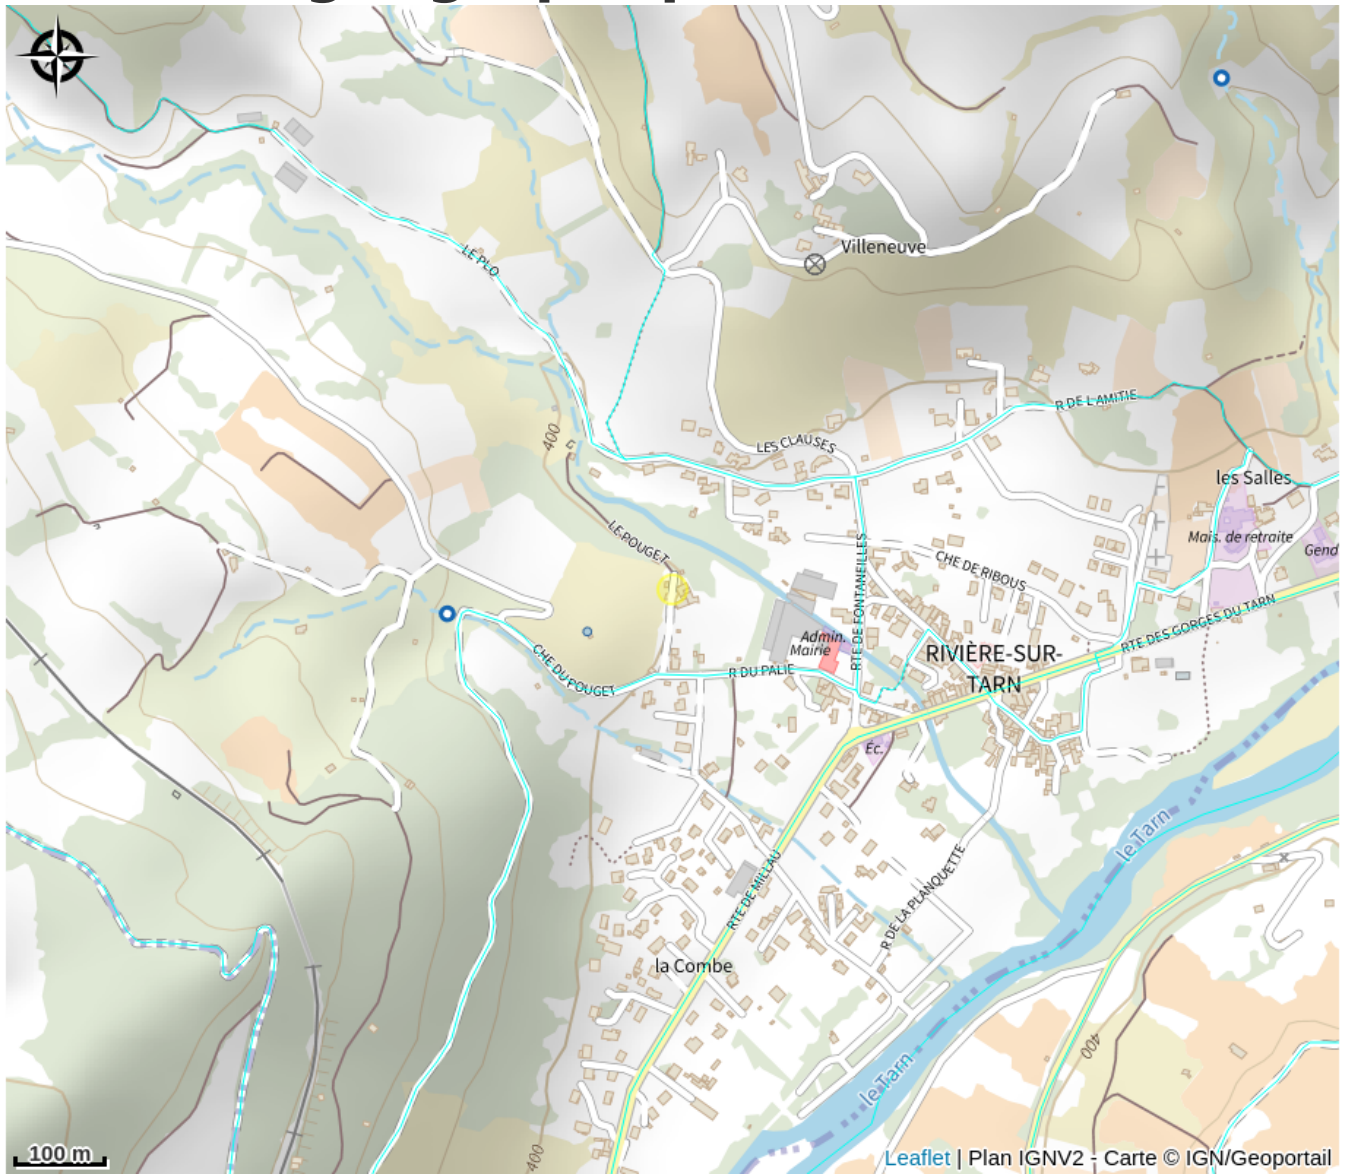 Villeneuve
LE PLO
R DE L AMITIE
400
LES CLAUSES
les Salles
LE POUGET
Mais. de retraite
Gend
CHE DE RIBOUS
RTE DE FONTANEILLES
RTE DES GORGES DU TARN
Admin.
Mairie
RIVIÈRE-SUR-
TARN
CHE DU POUGET
R DU PALIE
Éc.
le Tarn
RTE DE MILLAU
R DE LA PLANQUETTE
la Combe
400
le Tarn
400
100 m
Leaflet | Plan IGNV2 - Carte © IGN/Geoportail